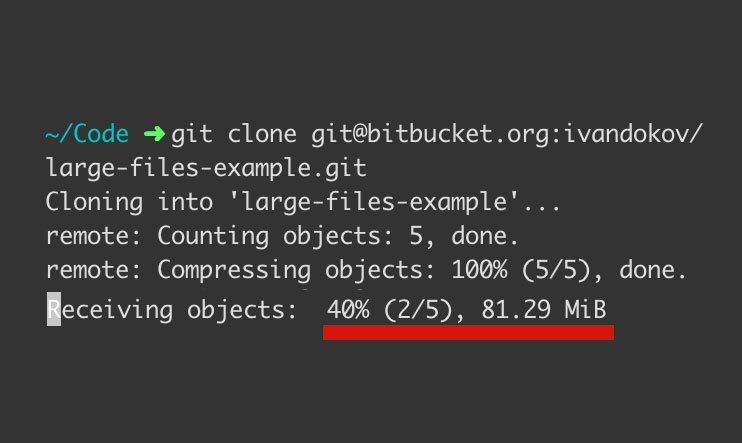 ~/Code ➜ git clone git@bitbucket.org:ivandokov/
large-files-example.git
Cloning into 'large-files-example'...
remote: Counting objects: 5, done.
remote: Compressing objects: 100% (5/5), done.
Receiving objects:  40% (2/5), 81.29 MiB